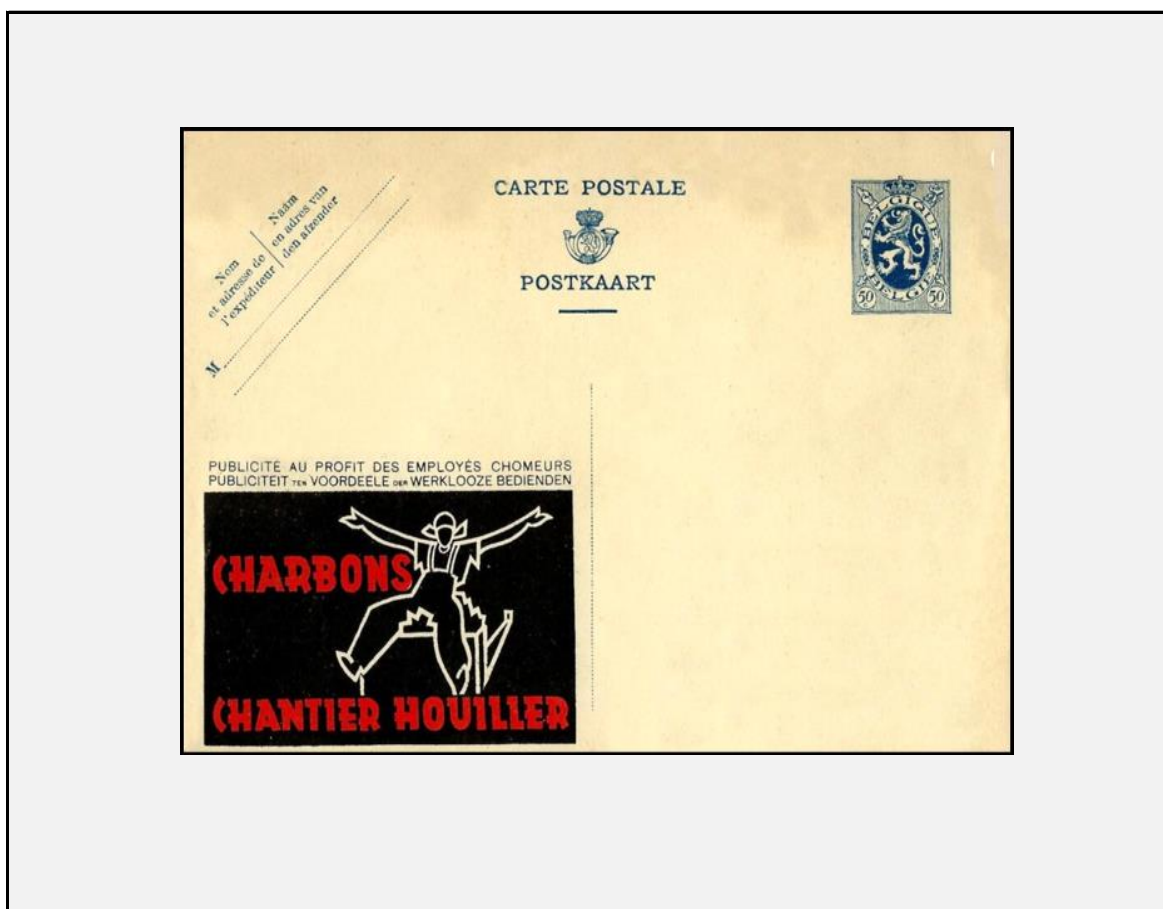 CARTE POSTALE
POSTKAART
Nom
et adresse de
l'expéditeur
Naam
en adres van
den afzender
M
BELGIQUE
BELGIË
50 50
PUBLICITÉ AU PROFIT DES EMPLOYÉS CHOMEURS
PUBLICITEIT TEN VOORDEELE DER WERKLOOZE BEDIENDEN
CHARBONS
CHANTIER HOUILLER